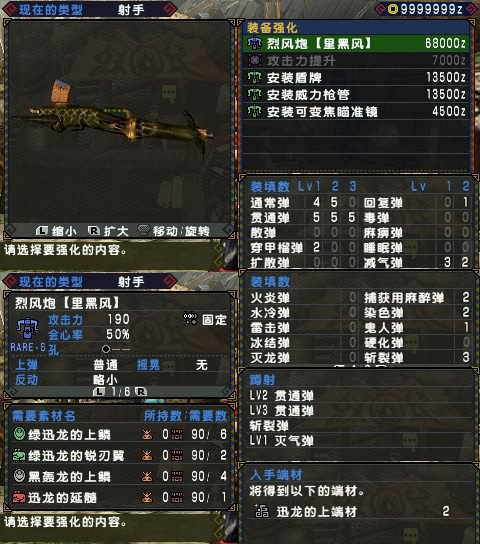 现在的类型 射手
9999999z
缩小 扩大 移动/旋转
请选择要强化的内容。
装备强化
烈风炮【里黑风】 68000z
攻击力提升 7000z
安装盾牌 13500z
安装威力枪管 13500z
安装可变焦瞄准镜 4500z
装填数 Lv1 2 3 Lv 1 2
通常弹 4 5 0 回复弹 0 1
贯通弹 5 5 5 毒弹 0 0
散弹 0 0 0 麻痹弹 0 0
穿甲榴弹 2 0 0 睡眠弹 0 0
扩散弹 0 0 0 减气弹 3 2
现在的类型 射手
烈风炮【里黑风】
攻击力 190 固定
会心率 50%
RARE-6 孔
上弹 普通 摇晃 无
反动 略小
L 1/6 R
需要素材名 所持数/需要数
绿迅龙的上鳞 0 90/ 6
绿迅龙的锐刃翼 0 90/ 2
黑轰龙的上鳞 0 90/ 4
迅龙的延髓 0 90/ 1
请选择要强化的内容。
装填数
火炎弹 0 捕获用麻醉弹 2
水冷弹 0 染色弹 2
雷击弹 0 鬼人弹 1
冰结弹 0 硬化弹 0
灭龙弹 0 斩裂弹 3
蹲射
LV2 贯通弹
LV3 贯通弹
斩裂弹
LV1 灭气弹
入手端材
将得到以下的端材。
迅龙的上端材 2